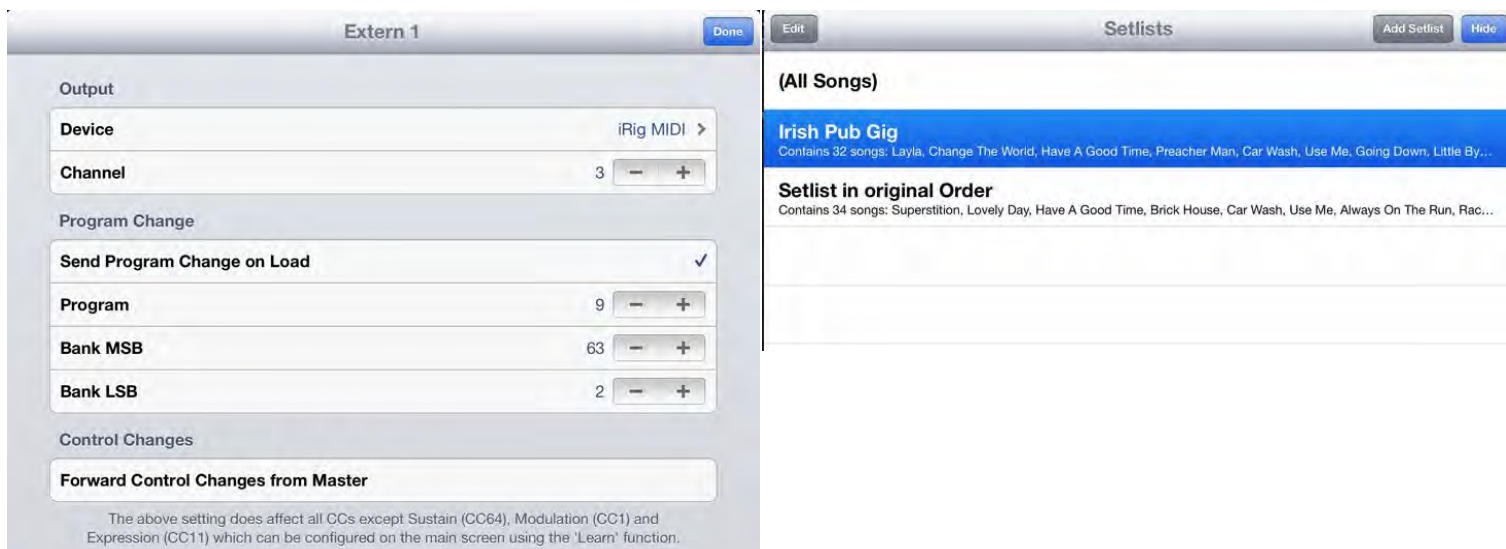 Extern 1
Done
Output
Device
iRig MIDI
Channel
3
Program Change
Send Program Change on Load
Program
9
Bank MSB
63
Bank LSB
2
Control Changes
Forward Control Changes from Master
The above setting does affect all CCs except Sustain (CC64), Modulation (CC1) and
Expression (CC11) which can be configured on the main screen using the 'Learn' function.
Edit
Setlists
Add Setlist
Hide
(All Songs)
Irish Pub Gig
Contains 32 songs: Layla, Change The World, Have A Good Time, Preacher Man, Car Wash, Use Me, Going Down, Little By...
Setlist in original Order
Contains 34 songs: Superstition, Lovely Day, Have A Good Time, Brick House, Car Wash, Use Me, Always On The Run, Rac...